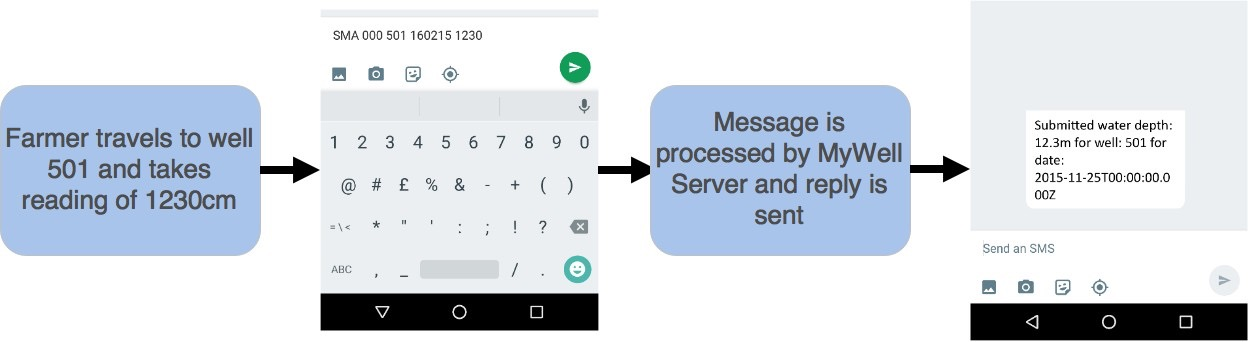 Farmer travels to well
501 and takes
reading of 1230cm
SMA 000 501 160215 1230
1 2 3 4 5 6 7 8 9 0
@ # £ % & - + ( )
= \ < * " ' : ; ! ?
ABC , _ / .
Message is
processed by MyWell
Server and reply is
sent
Submitted water depth:
12.3m for well: 501 for
date:
2015-11-25T00:00:00.0
00Z
Send an SMS